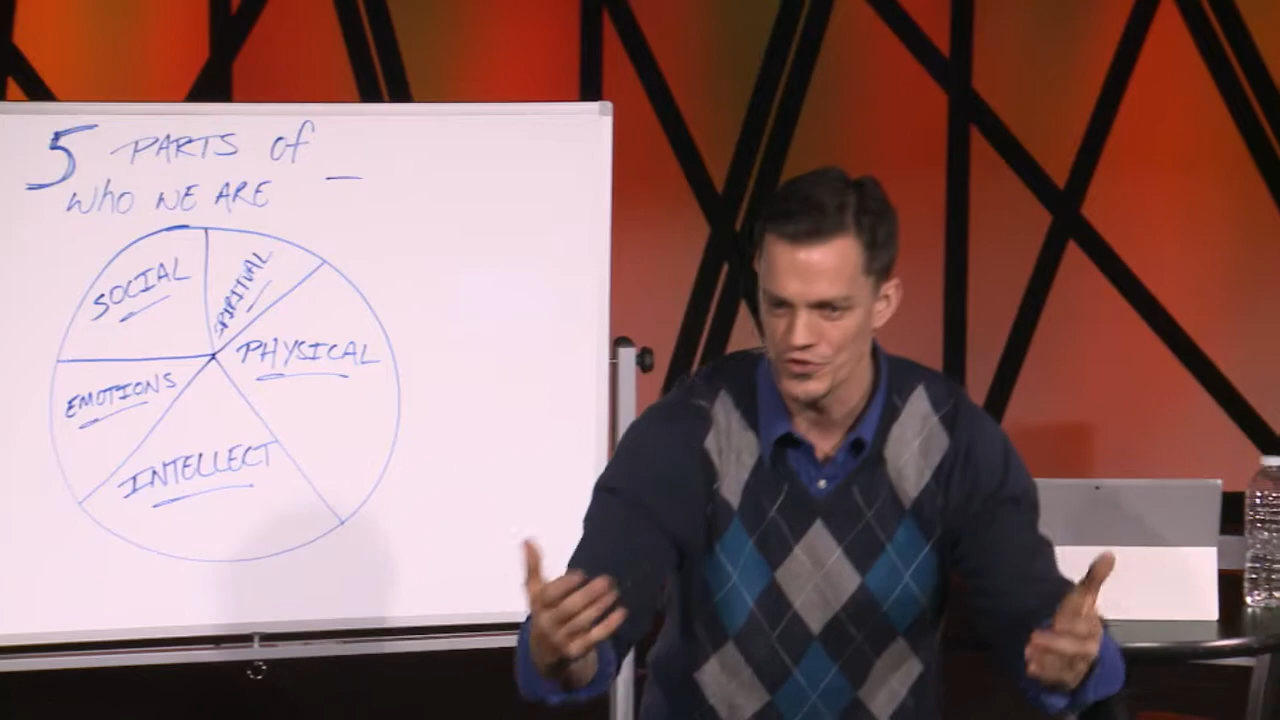 5 PARTS of
Who WE ARE
SOCIAL
SPIRITUAL
PHYSICAL
EMOTIONS
INTELLECT